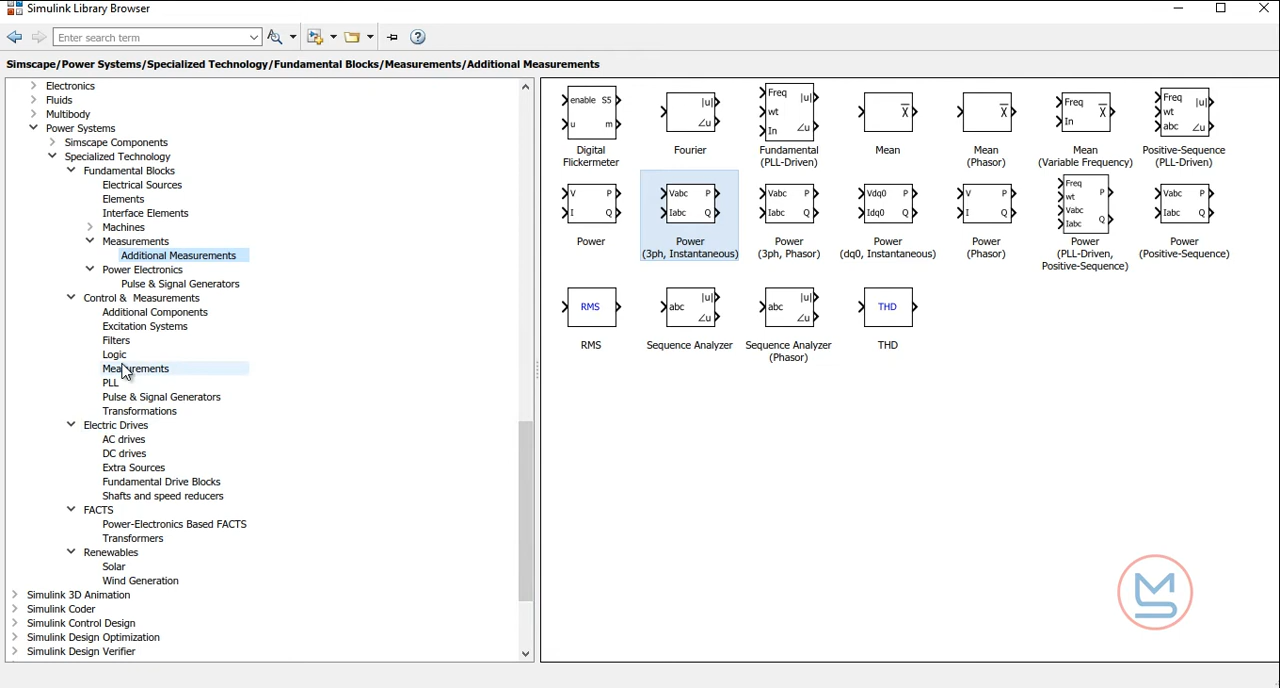 Simulink Library Browser
Enter search term
Simscape/Power Systems/Specialized Technology/Fundamental Blocks/Measurements/Additional Measurements
Electronics
Fluids
Multibody
Power Systems
Simscape Components
Specialized Technology
Fundamental Blocks
Electrical Sources
Elements
Interface Elements
Machines
Measurements
Additional Measurements
Power Electronics
Pulse & Signal Generators
Control & Measurements
Additional Components
Excitation Systems
Filters
Logic
Measurements
PLL
Pulse & Signal Generators
Transformations
Electric Drives
AC drives
DC drives
Extra Sources
Fundamental Drive Blocks
Shafts and speed reducers
FACTS
Power-Electronics Based FACTS
Transformers
Renewables
Solar
Wind Generation
Simulink 3D Animation
Simulink Coder
Simulink Control Design
Simulink Design Optimization
Simulink Design Verifier
enable S5
u m
Digital
Flickermeter
|u|
∠u
Fourier
Freq |u|
wt
In ∠u
Fundamental
(PLL-Driven)
x̅
Mean
x̅
Mean
(Phasor)
Freq x̅
In
Mean
(Variable Frequency)
Freq |u|
wt
abc ∠u
Positive-Sequence
(PLL-Driven)
V P
I Q
Power
Vabc P
Iabc Q
Power
(3ph, Instantaneous)
Vabc P
Iabc Q
Power
(3ph, Phasor)
Vdq0 P
Idq0 Q
Power
(dq0, Instantaneous)
V P
I Q
Power
(Phasor)
Freq
wt P
Vabc
Iabc Q
Power
(PLL-Driven,
Positive-Sequence)
Vabc P
Iabc Q
Power
(Positive-Sequence)
RMS
RMS
abc |u|
∠u
Sequence Analyzer
abc |u|
∠u
Sequence Analyzer
(Phasor)
THD
THD
MS